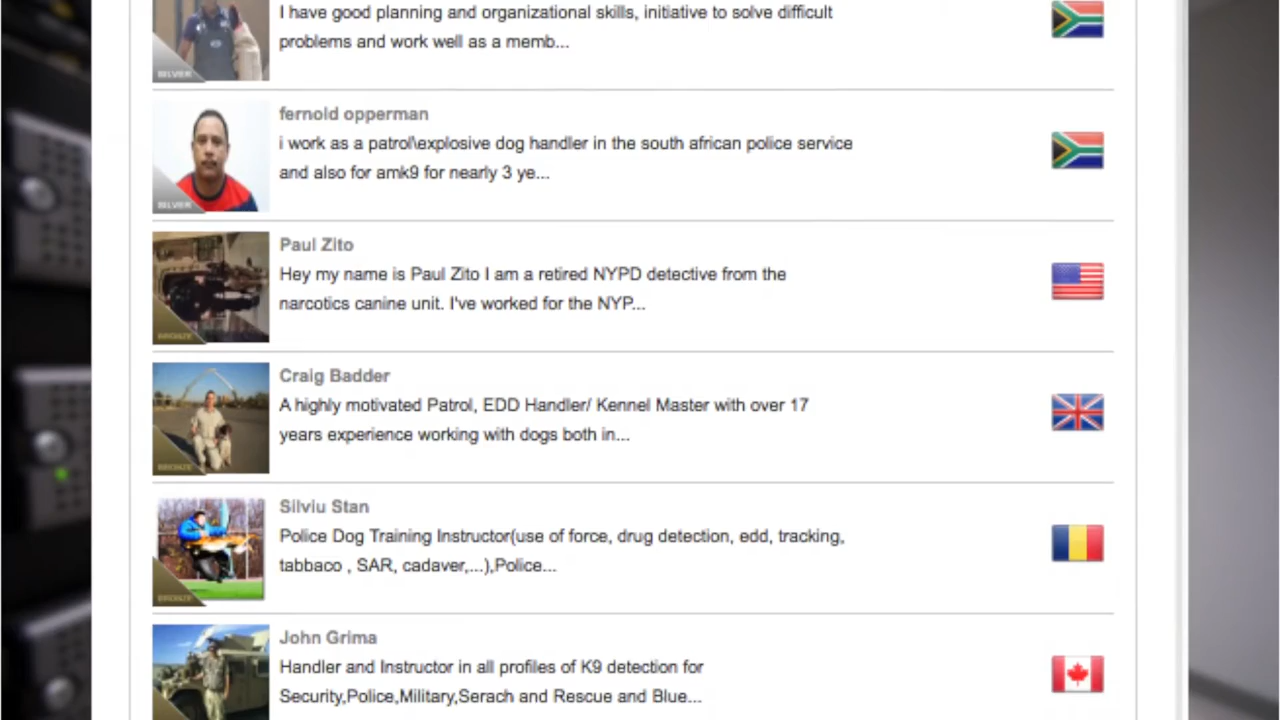 I have good planning and organizational skills, initiative to solve difficult
problems and work well as a memb...
SILVER
fernold opperman
i work as a patrol\explosive dog handler in the south african police service
and also for amk9 for nearly 3 ye...
SILVER
Paul Zito
Hey my name is Paul Zito I am a retired NYPD detective from the
narcotics canine unit. I've worked for the NYP...
BRONZE
Craig Badder
A highly motivated Patrol, EDD Handler/ Kennel Master with over 17
years experience working with dogs both in...
BRONZE
Silviu Stan
Police Dog Training Instructor(use of force, drug detection, edd, tracking,
tabbaco , SAR, cadaver,...),Police...
BRONZE
John Grima
Handler and Instructor in all profiles of K9 detection for
Security,Police,Military,Serach and Rescue and Blue...